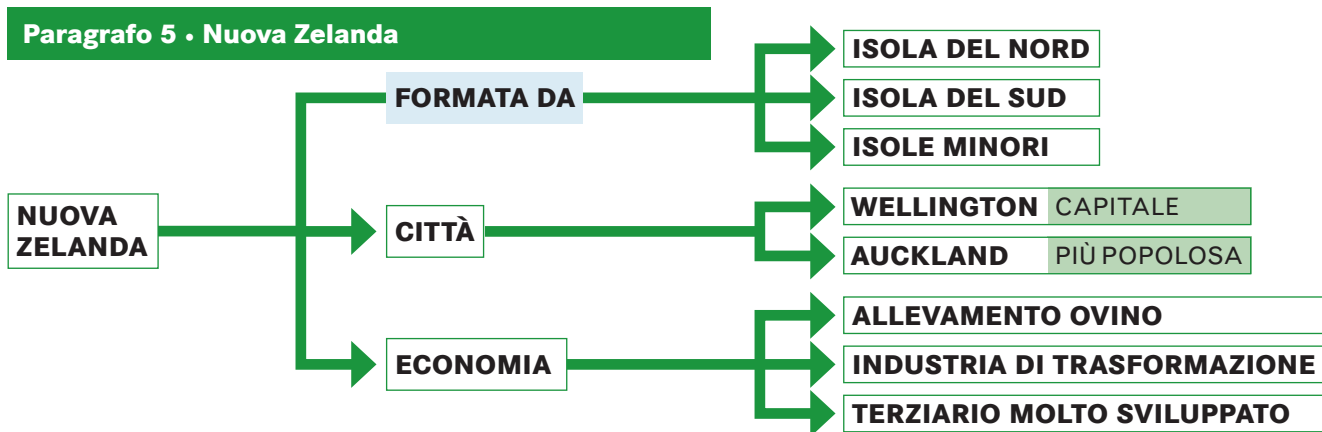 Paragrafo 5 • Nuova Zelanda
NUOVA
ZELANDA
FORMATA DA
ISOLA DEL NORD
ISOLA DEL SUD
ISOLE MINORI
CITTÀ
WELLINGTON CAPITALE
AUCKLAND PIÙ POPOLOSA
ECONOMIA
ALLEVAMENTO OVINO
INDUSTRIA DI TRASFORMAZIONE
TERZIARIO MOLTO SVILUPPATO